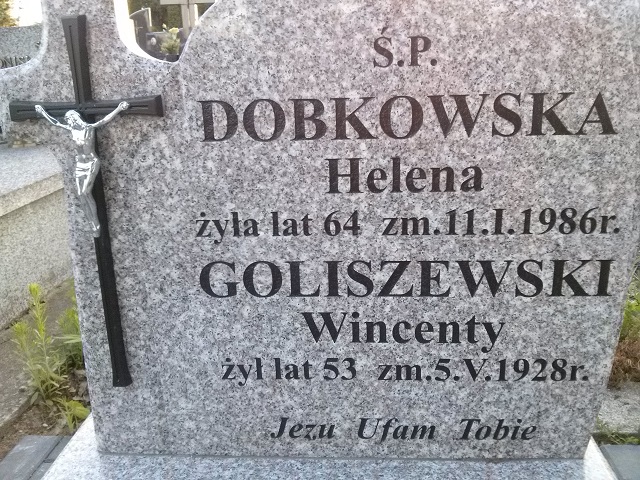 Ś.P.
DOBKOWSKA
Helena
żyła lat 64 zm.11.I.1986r.
GOLISZEWSKI
Wincenty
żył lat 53 zm.5.V.1928r.
Jezu Ufam Tobie